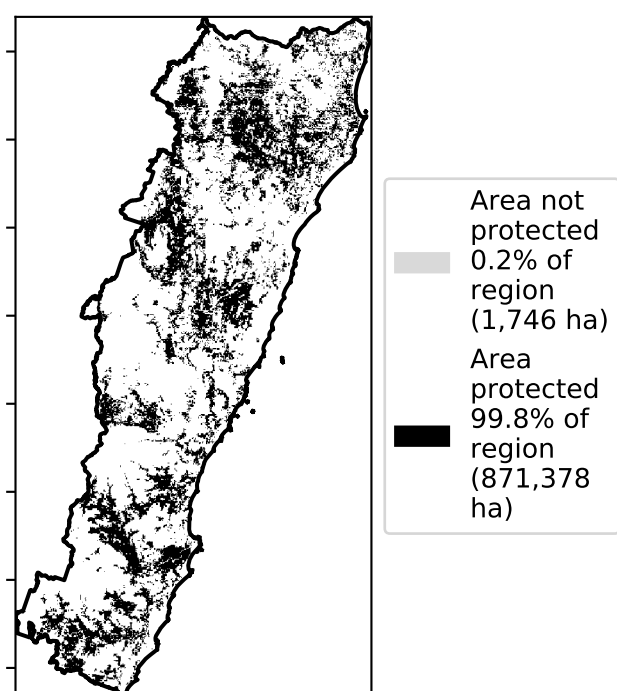 Area not
protected
0.2% of
region
(1,746 ha)
Area
protected
99.8% of
region
(871,378
ha)